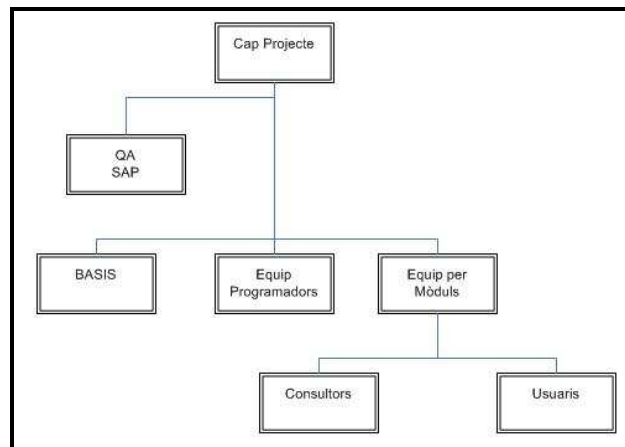 Cap Projecte
QA
SAP
BASIS
Equip
Programadors
Equip per
Mòduls
Consultors
Usuaris